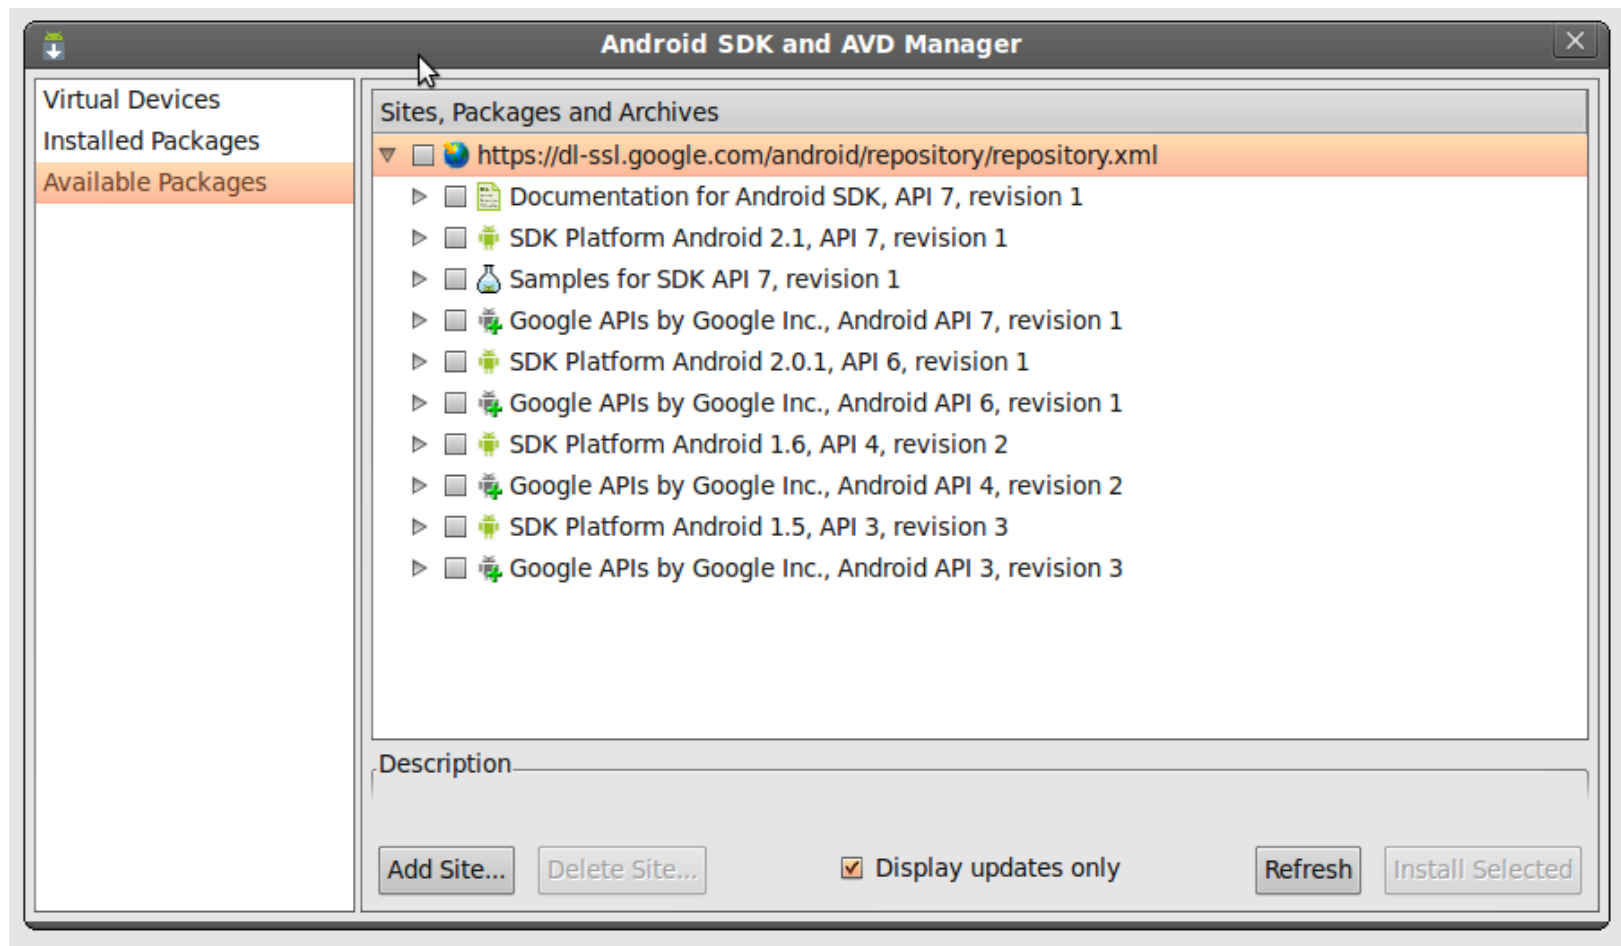 Android SDK and AVD Manager
Virtual Devices
Installed Packages
Available Packages
Sites, Packages and Archives
https://dl-ssl.google.com/android/repository/repository.xml
Documentation for Android SDK, API 7, revision 1
SDK Platform Android 2.1, API 7, revision 1
Samples for SDK API 7, revision 1
Google APIs by Google Inc., Android API 7, revision 1
SDK Platform Android 2.0.1, API 6, revision 1
Google APIs by Google Inc., Android API 6, revision 1
SDK Platform Android 1.6, API 4, revision 2
Google APIs by Google Inc., Android API 4, revision 2
SDK Platform Android 1.5, API 3, revision 3
Google APIs by Google Inc., Android API 3, revision 3
Description
Add Site... Delete Site... Display updates only Refresh Install Selected